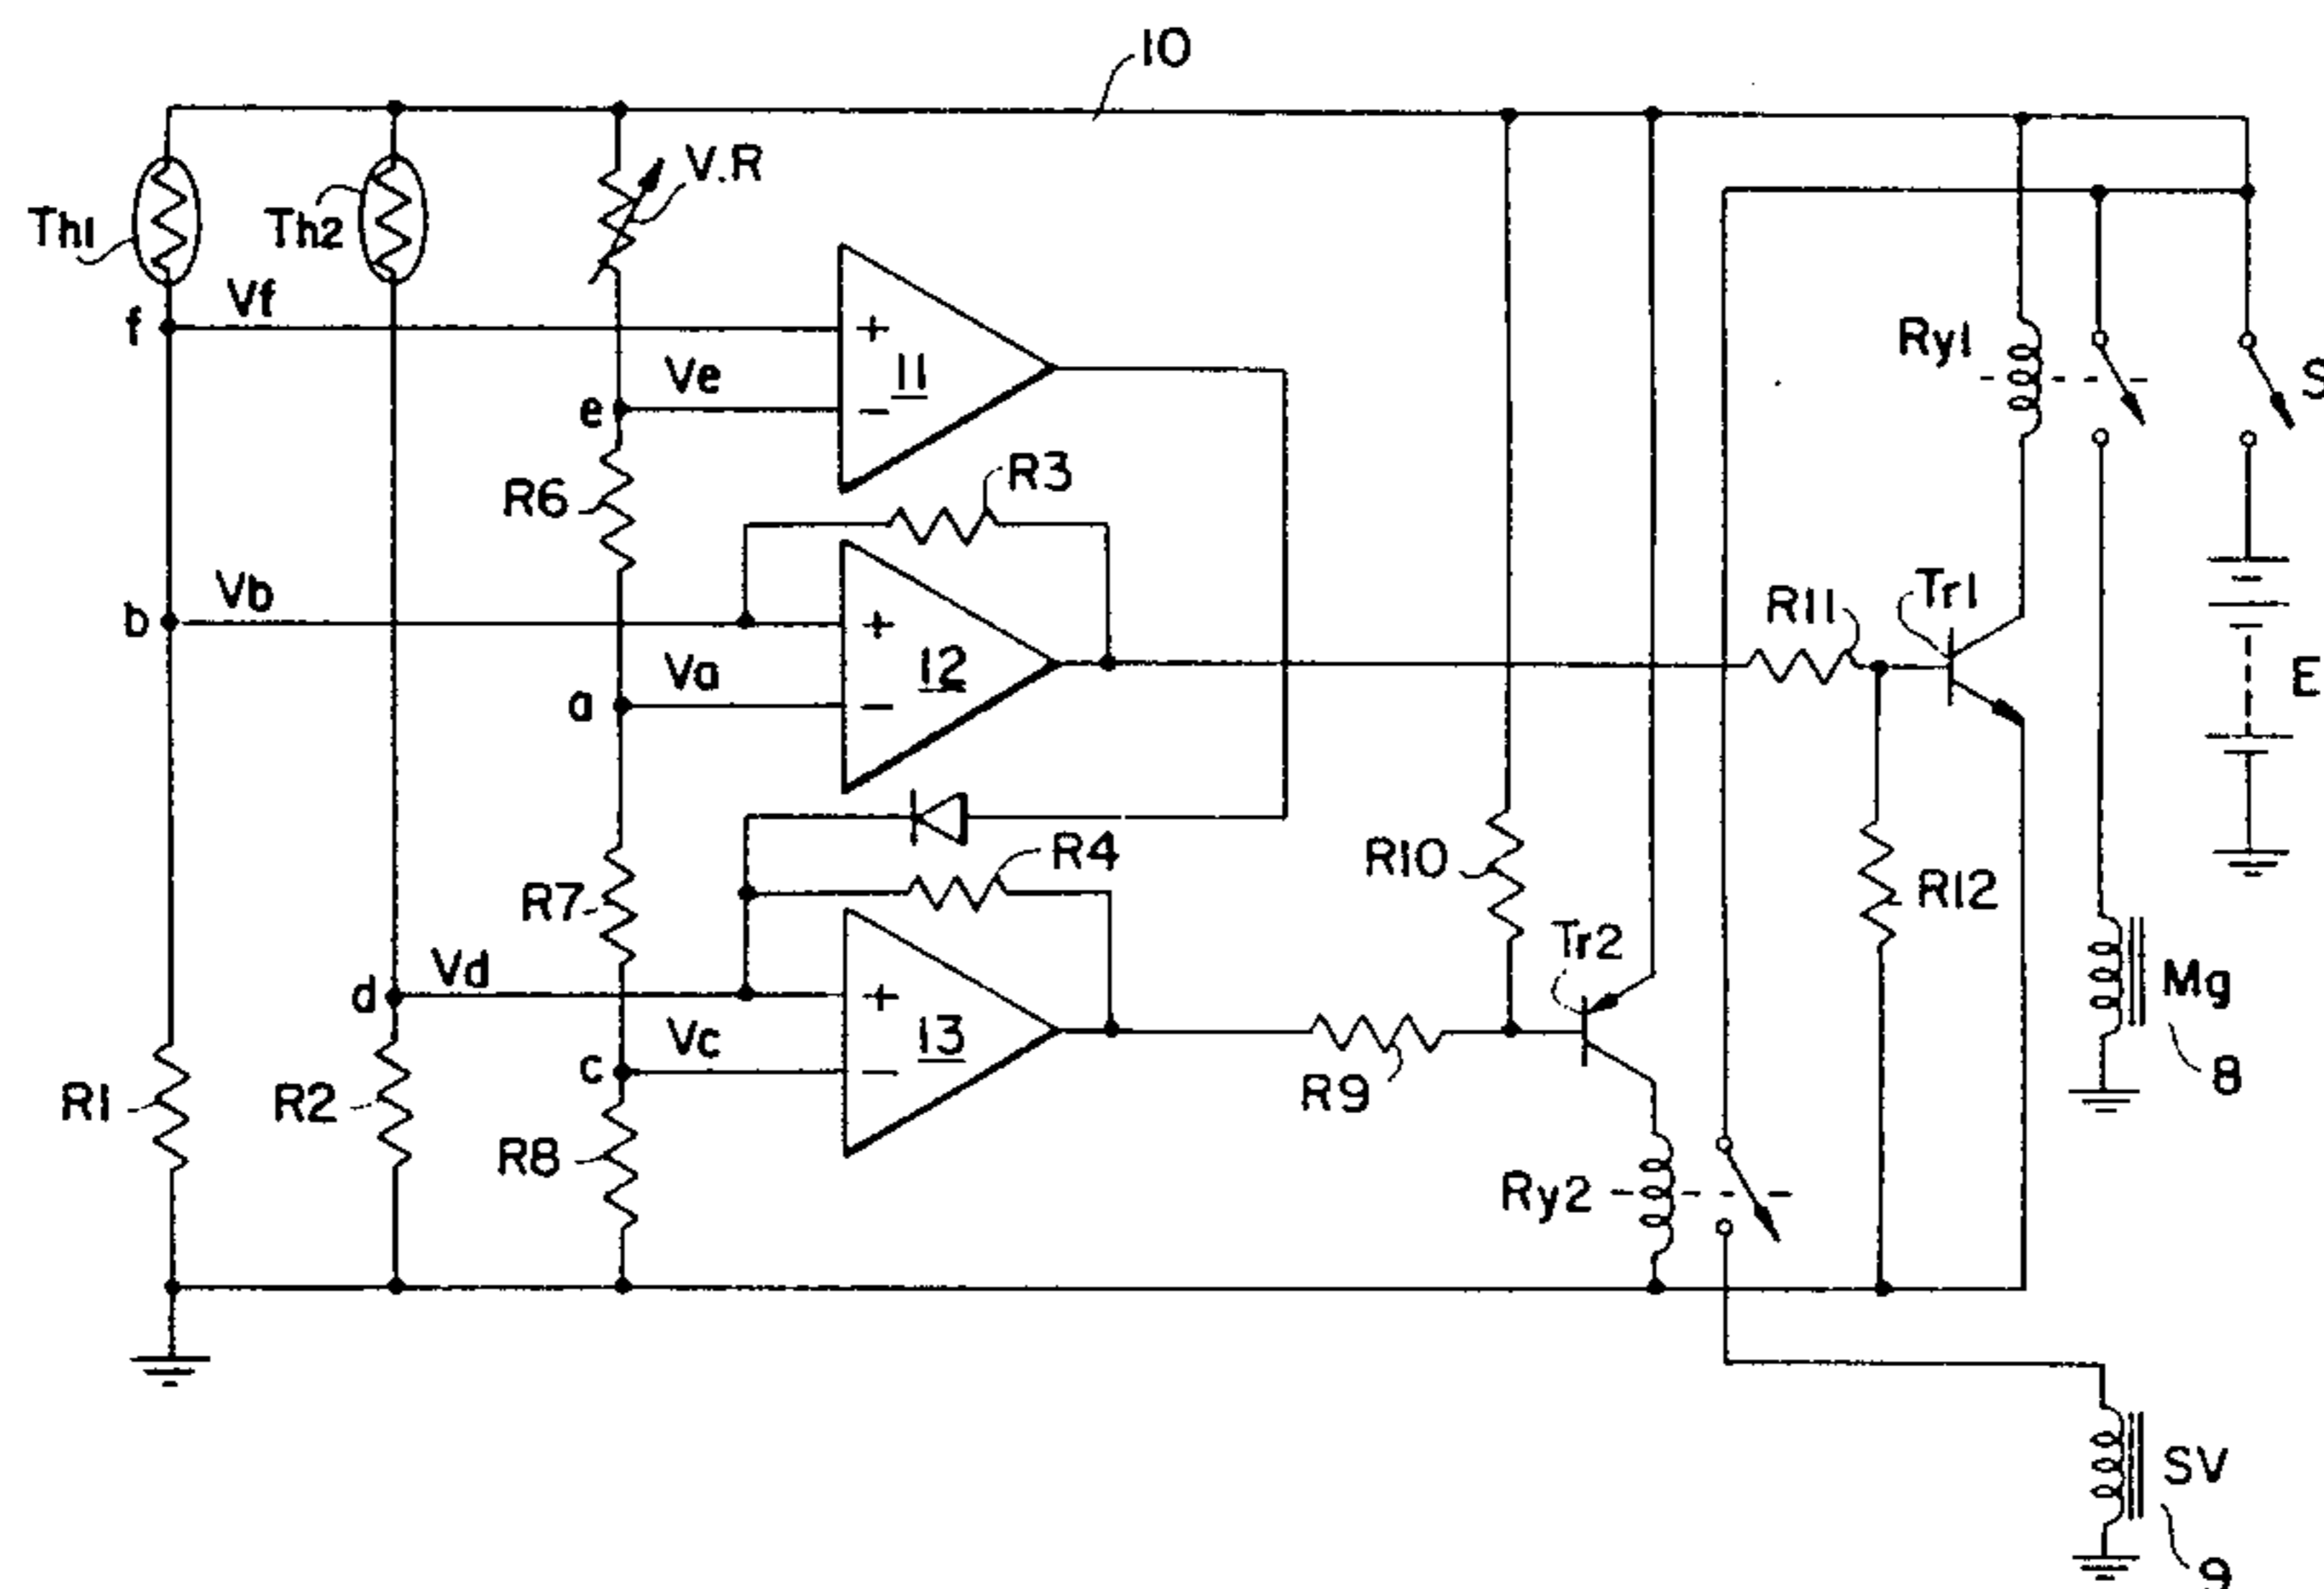 10
Th1
Th2
V.R
Vf
f
Ry1
S
Ve
11
e
R3
R6
Vb
b
R11
Tr1
Va
12
a
E
R4
R10
R7
R12
Tr2
Vd
d
Mg
Vc
13
c
8
R1
R2
R9
R8
Ry2
SV
9
+
−
+
−
+
−